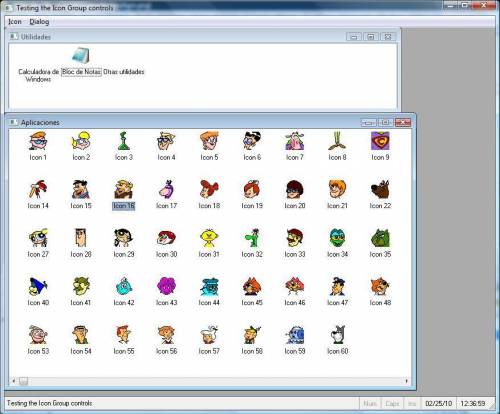 Testing the Icon Group controls
Icon Dialog
Utilidades
Calculadora de Windows
Bloc de Notas
Otras utilidades
Aplicaciones
Icon 1 Icon 2 Icon 3 Icon 4 Icon 5 Icon 6 Icon 7 Icon 8 Icon 9
Icon 14 Icon 15 Icon 16 Icon 17 Icon 18 Icon 19 Icon 20 Icon 21 Icon 22
Icon 27 Icon 28 Icon 29 Icon 30 Icon 31 Icon 32 Icon 33 Icon 34 Icon 35
Icon 40 Icon 41 Icon 42 Icon 43 Icon 44 Icon 45 Icon 46 Icon 47 Icon 48
Icon 53 Icon 54 Icon 55 Icon 56 Icon 57 Icon 58 Icon 59 Icon 60
Testing the Icon Group controls Num Caps Ins 02/25/10 12:36:59